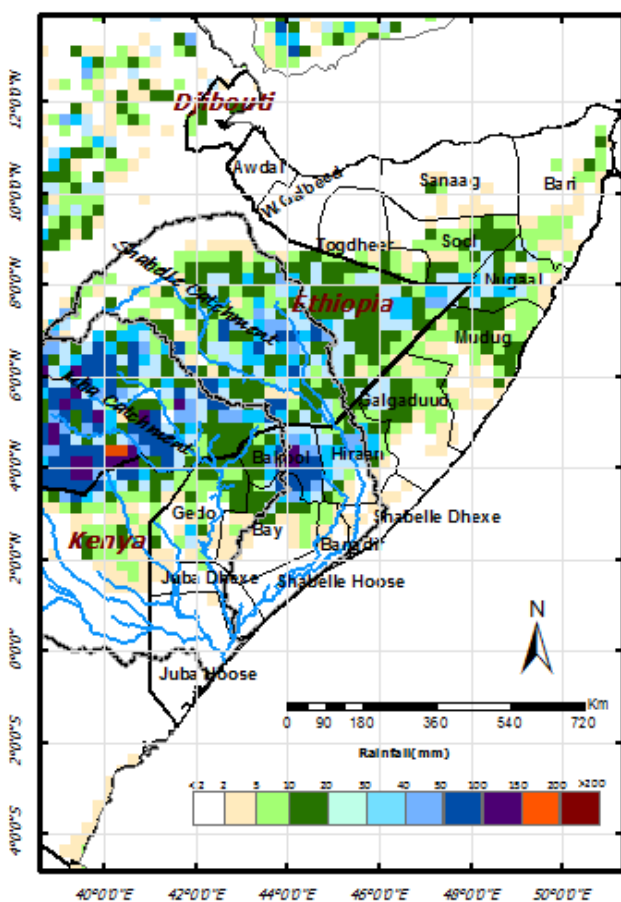 12°0'0"N
10°0'0"N
8°0'0"N
6°0'0"N
4°0'0"N
2°0'0"N
0°0'0"
2°0'0"S
4°0'0"S
Djibouti
Awdal
W.Galbeed
Sanaag
Bari
Togdheer
Sool
Shabelle Catchment
Ethiopia
Nugaal
Mudug
Juba Catchment
Galgaduud
Bakool
Hiraan
Gedo
Bay
Shabelle Dhexe
Kenya
Banadir
Juba Dhexe
Shabelle Hoose
Juba Hoose
N
Km
0 90 180 360 540 720
Rainfall(mm)
<2 2 5 10 20 30 40 50 100 150 200 >200
40°0'0"E 42°0'0"E 44°0'0"E 46°0'0"E 48°0'0"E 50°0'0"E